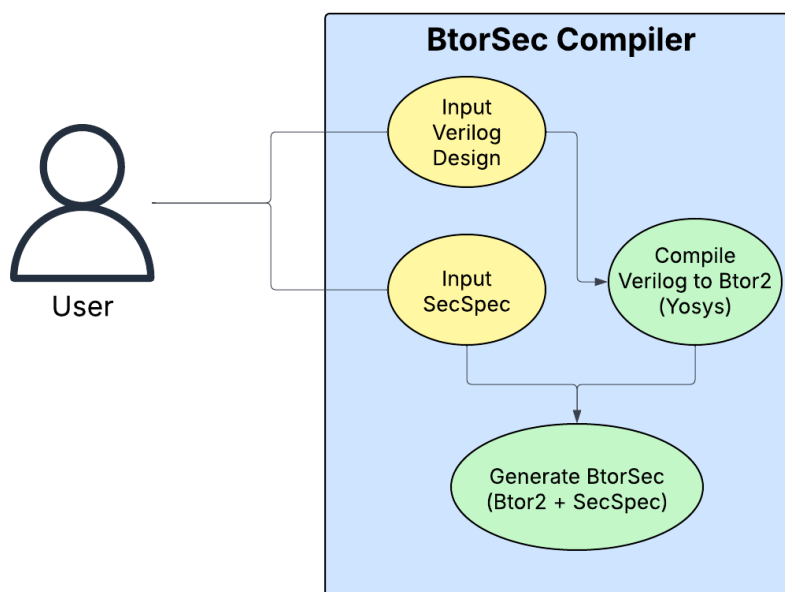 BtorSec Compiler
Input
Verilog
Design
User
Input
SecSpec
Compile
Verilog to Btor2
(Yosys)
Generate BtorSec
(Btor2 + SecSpec)